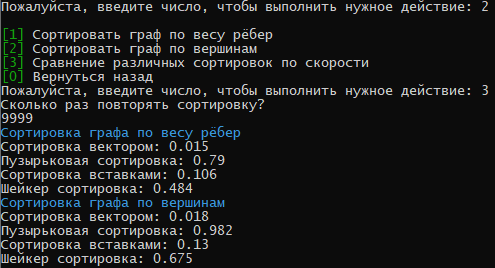 Пожалуйста, введите число, чтобы выполнить нужное действие: 2
[1] Сортировать граф по весу рёбер
[2] Сортировать граф по вершинам
[3] Сравнение различных сортировок по скорости
[0] Вернуться назад
Пожалуйста, введите число, чтобы выполнить нужное действие: 3
Сколько раз повторять сортировку?
9999
Сортировка графа по весу рёбер
Сортировка вектором: 0.015
Пузырьковая сортировка: 0.79
Сортировка вставками: 0.106
Шейкер сортировка: 0.484
Сортировка графа по вершинам
Сортировка вектором: 0.018
Пузырьковая сортировка: 0.982
Сортировка вставками: 0.13
Шейкер сортировка: 0.675